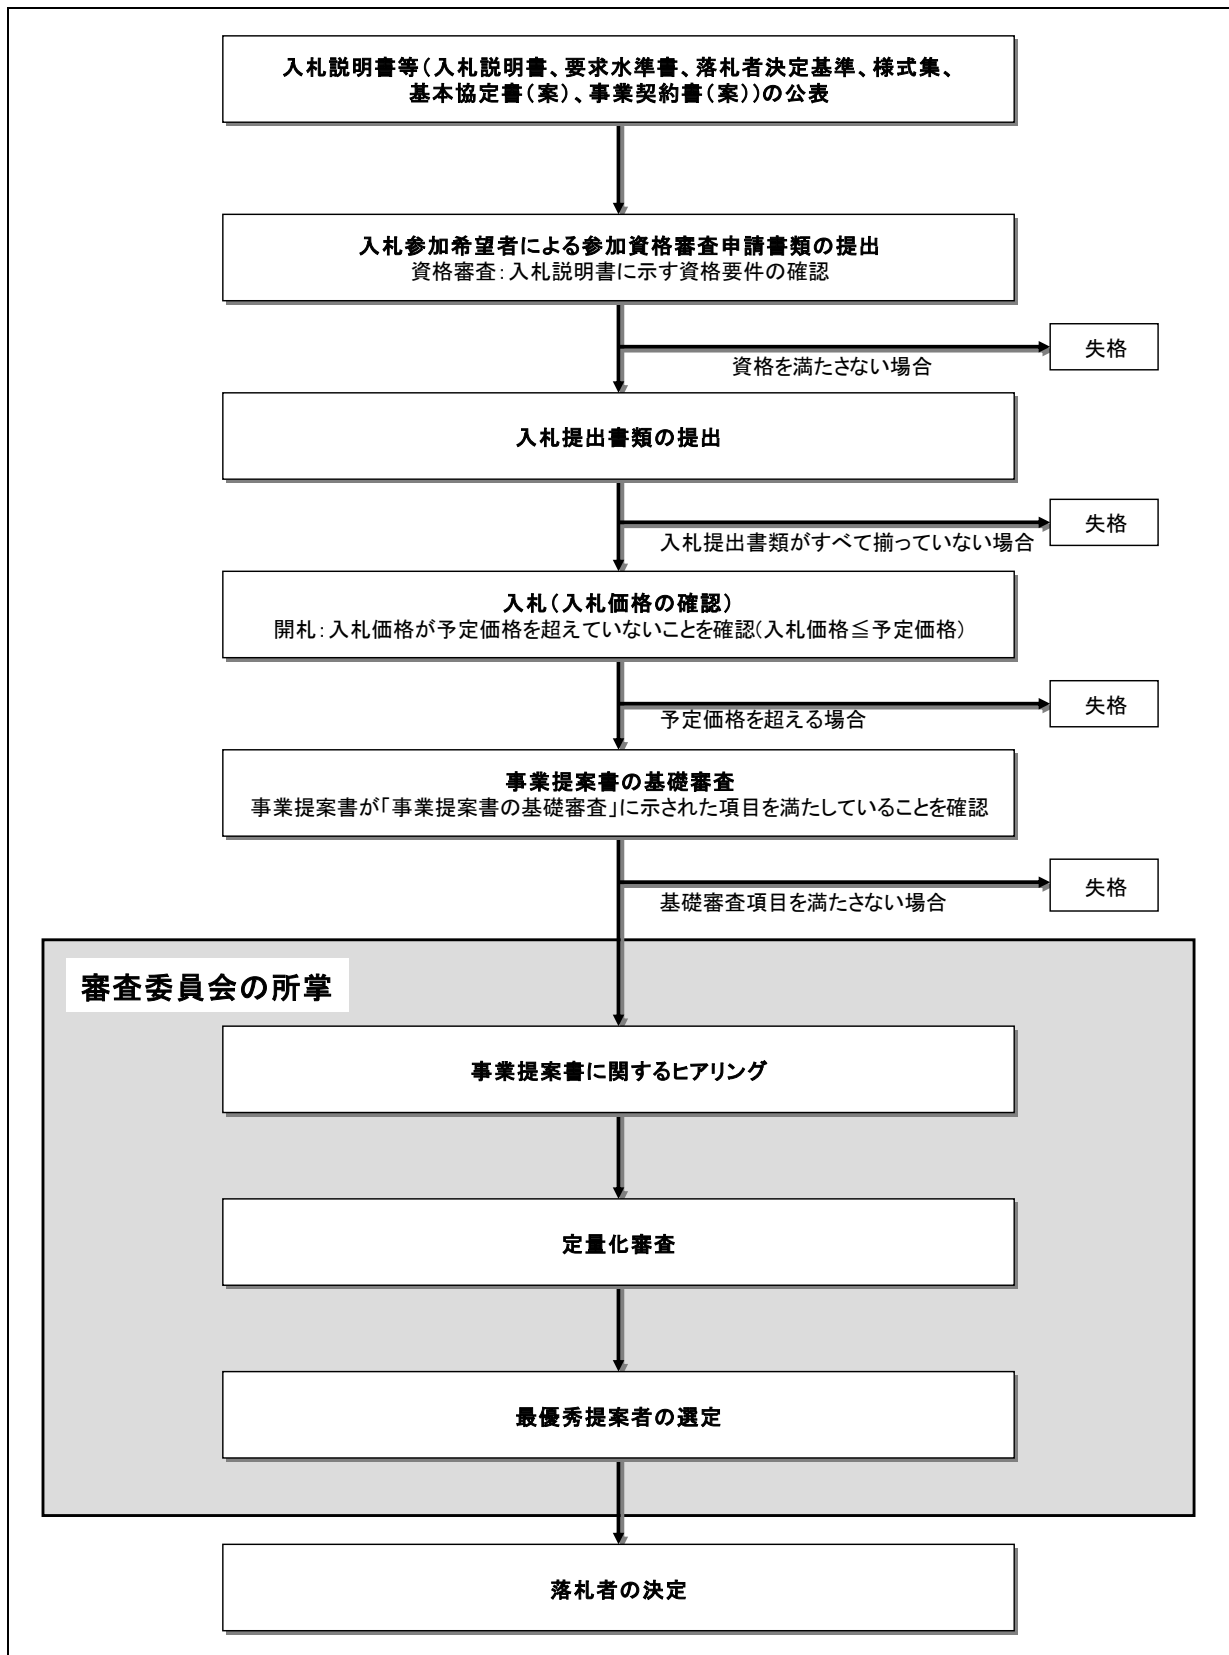 入札説明書等(入札説明書、要求水準書、落札者決定基準、様式集、
基本協定書(案)、事業契約書(案))の公表
入札参加希望者による参加資格審査申請書類の提出
資格審査:入札説明書に示す資格要件の確認
失格
資格を満たさない場合
入札提出書類の提出
失格
入札提出書類がすべて揃っていない場合
入札(入札価格の確認)
開札:入札価格が予定価格を超えていないことを確認(入札価格≦予定価格)
失格
予定価格を超える場合
事業提案書の基礎審査
事業提案書が「事業提案書の基礎審査」に示された項目を満たしていることを確認
失格
基礎審査項目を満たさない場合
審査委員会の所掌
事業提案書に関するヒアリング
定量化審査
最優秀提案者の選定
落札者の決定